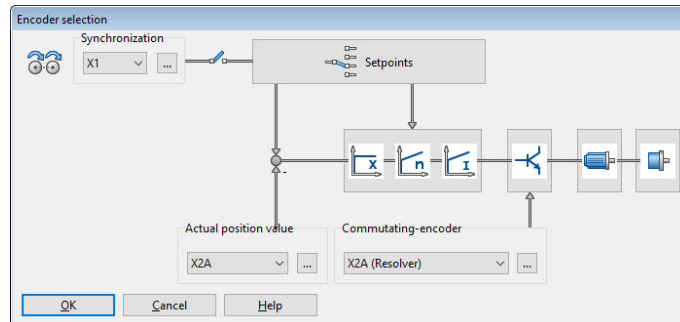 Encoder selection
Synchronization
X1
...
Setpoints
x
n
I
-
Actual position value
X2A
...
Commutating-encoder
X2A (Resolver)
...
OK
Cancel
Help